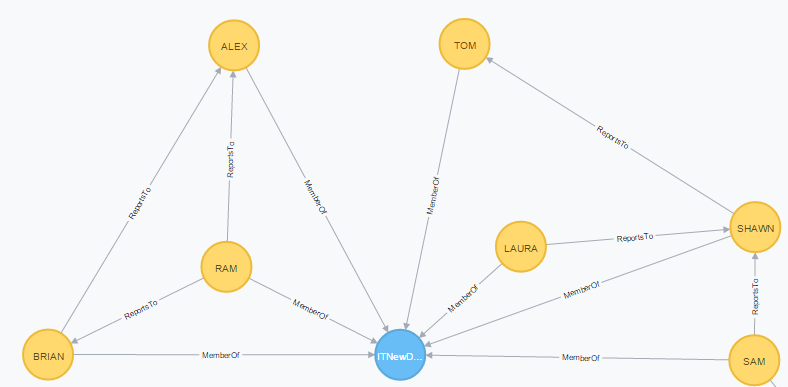 ALEX
TOM
ReportsTo
ReportsTo
ReportsTo
MemberOf
MemberOf
SHAWN
LAURA
ReportsTo
RAM
MemberOf
MemberOf
ReportsTo
ReportsTo
MemberOf
BRIAN
MemberOf
ITNewD...
MemberOf
SAM